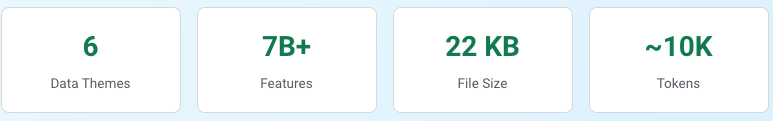 6
Data Themes
7B+
Features
22 KB
File Size
~10K
Tokens